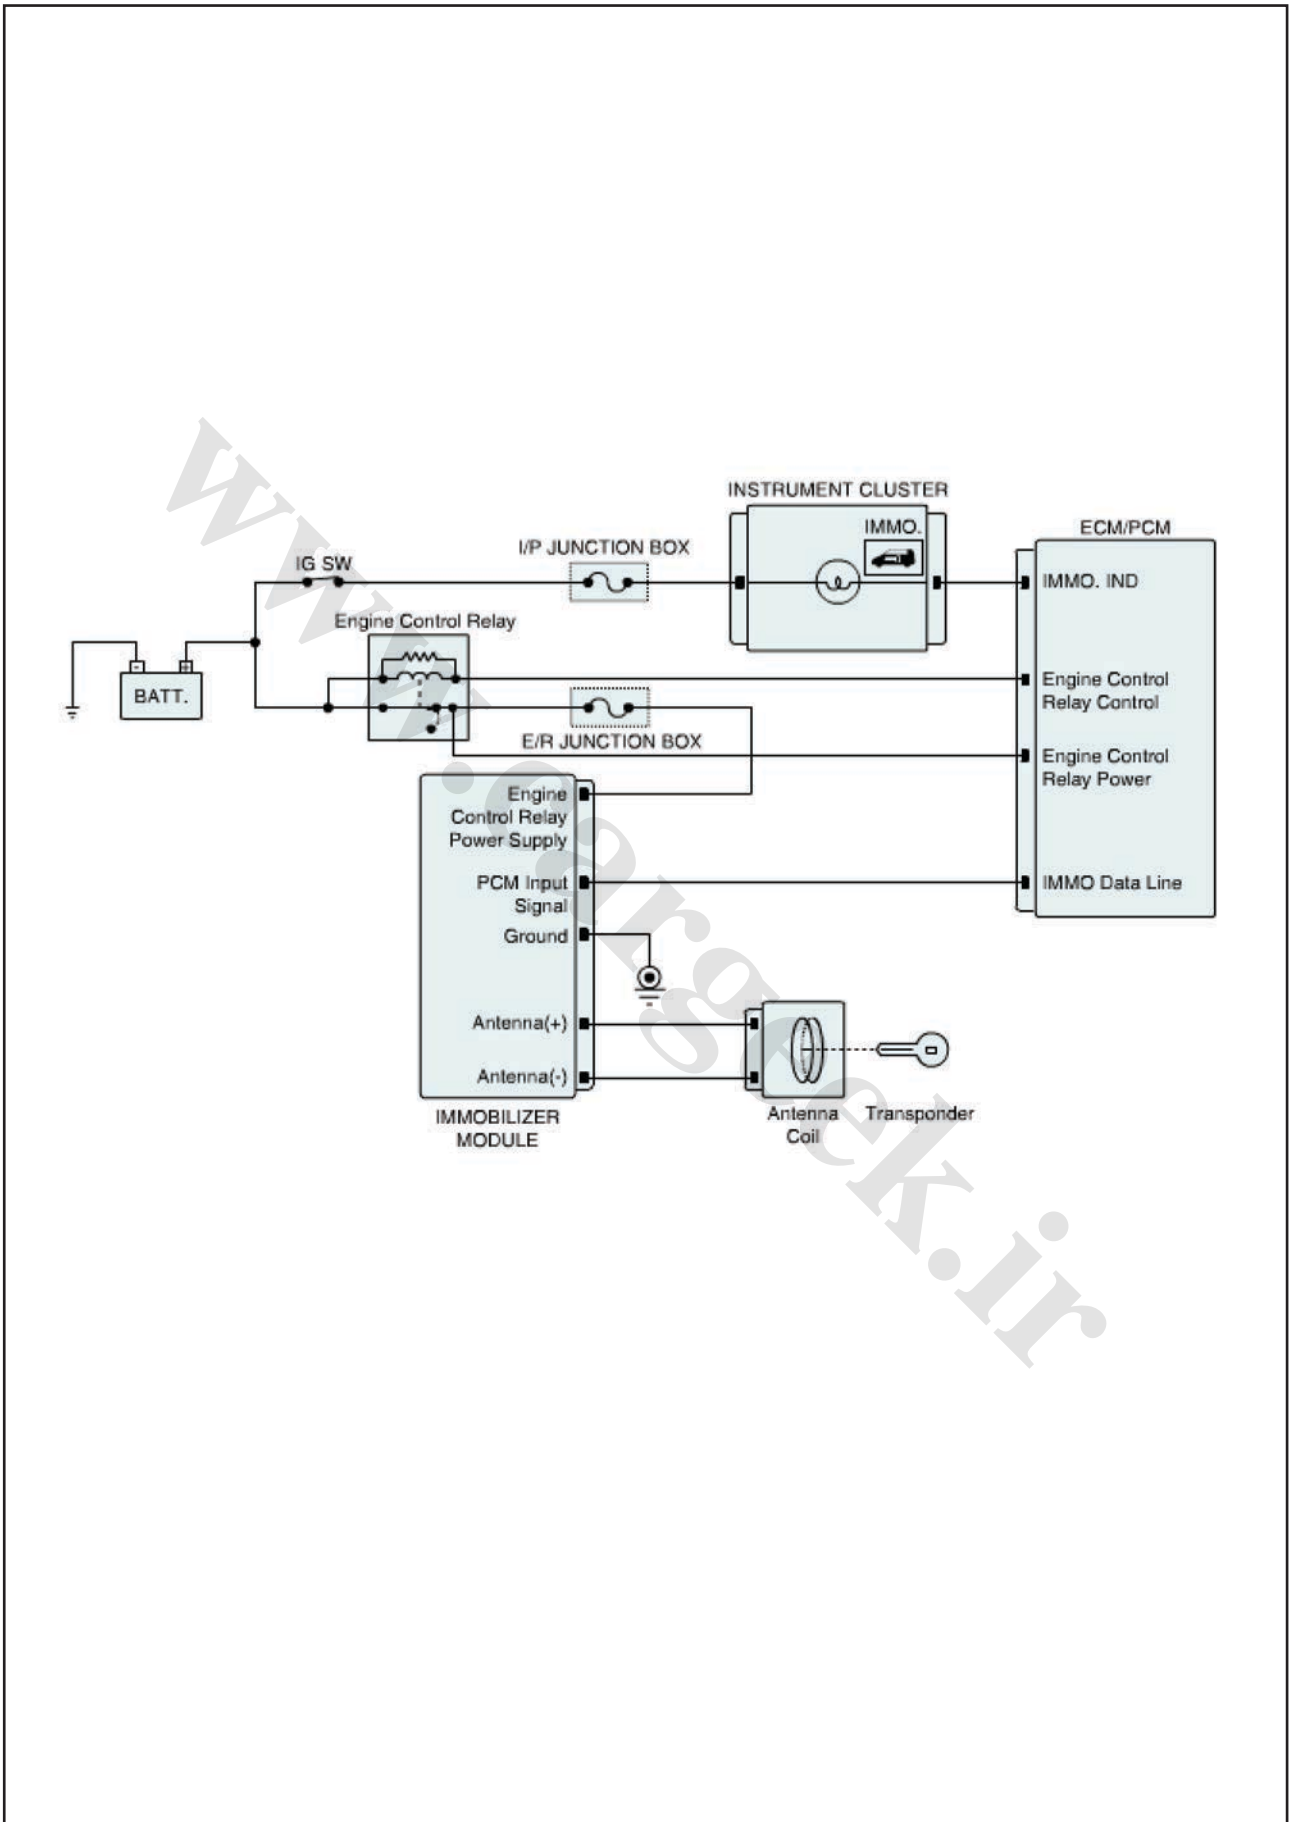 INSTRUMENT CLUSTER
IMMO.
ECM/PCM
I/P JUNCTION BOX
IG SW
IMMO. IND
Engine Control Relay
- +
BATT.
Engine Control
Relay Control
E/R JUNCTION BOX
Engine Control
Relay Power
Engine
Control Relay
Power Supply
PCM Input
Signal
IMMO Data Line
Ground
Antenna(+)
Antenna(-)
IMMOBILIZER
MODULE
Antenna
Coil
Transponder
www.cargeek.ir